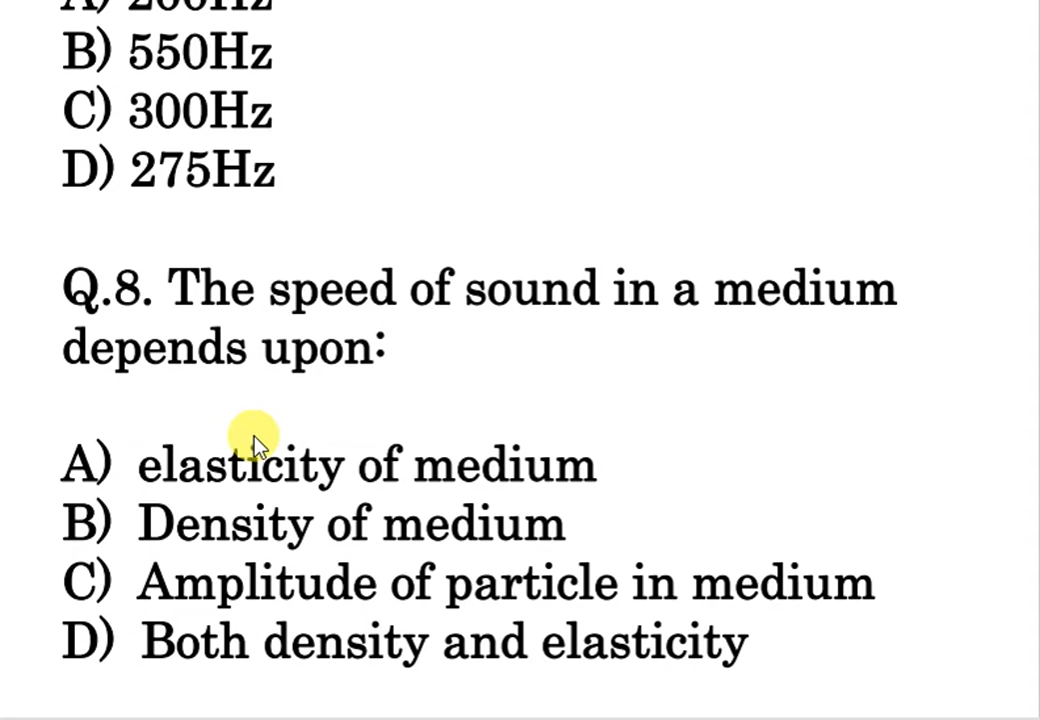 A) 200Hz
B) 550Hz
C) 300Hz
D) 275Hz
Q.8. The speed of sound in a medium
depends upon:
A) elasticity of medium
B) Density of medium
C) Amplitude of particle in medium
D) Both density and elasticity